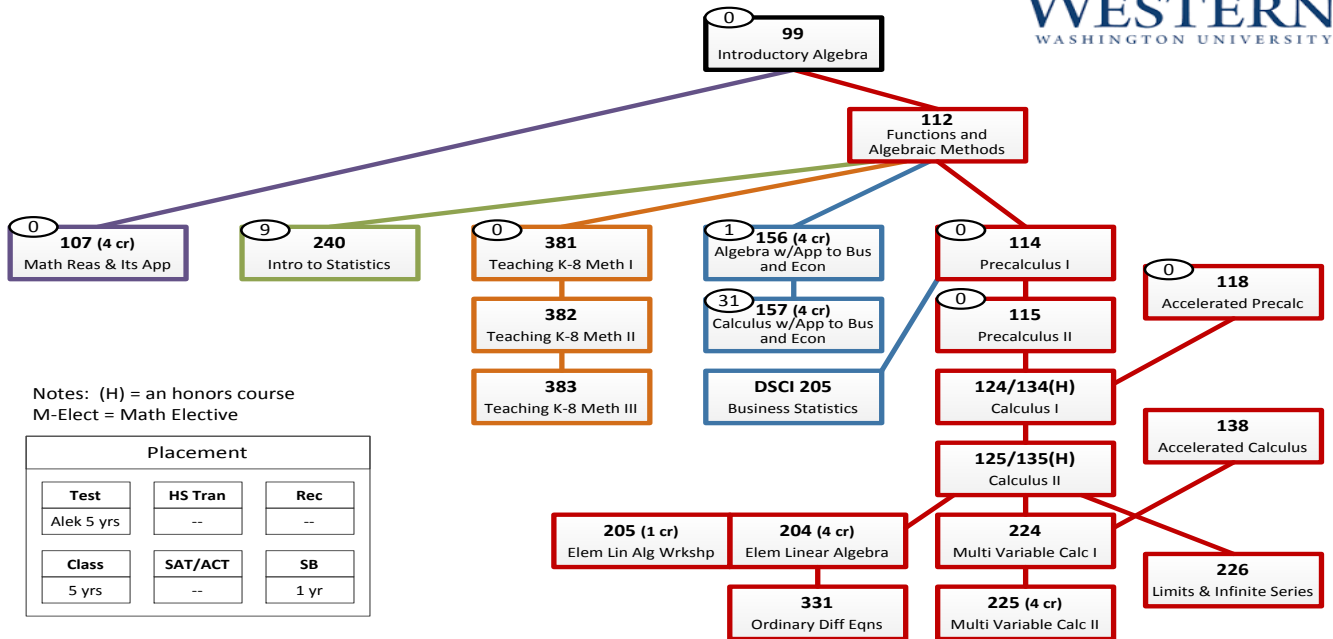 WESTERN
WASHINGTON UNIVERSITY
0
99
Introductory Algebra
112
Functions and
Algebraic Methods
0
107 (4 cr)
Math Reas & Its App
9
240
Intro to Statistics
0
381
Teaching K-8 Meth I
1
156 (4 cr)
Algebra w/App to Bus
and Econ
0
114
Precalculus I
0
118
Accelerated Precalc
382
Teaching K-8 Meth II
31
157 (4 cr)
Calculus w/App to Bus
and Econ
0
115
Precalculus II
383
Teaching K-8 Meth III
DSCI 205
Business Statistics
124/134(H)
Calculus I
138
Accelerated Calculus
125/135(H)
Calculus II
205 (1 cr)
Elem Lin Alg Wrkshp
204 (4 cr)
Elem Linear Algebra
224
Multi Variable Calc I
226
Limits & Infinite Series
331
Ordinary Diff Eqns
225 (4 cr)
Multi Variable Calc II
Notes: (H) = an honors course
M-Elect = Math Elective
Placement
Test
Alek 5 yrs
HS Tran
--
Rec
--
Class
5 yrs
SAT/ACT
--
SB
1 yr